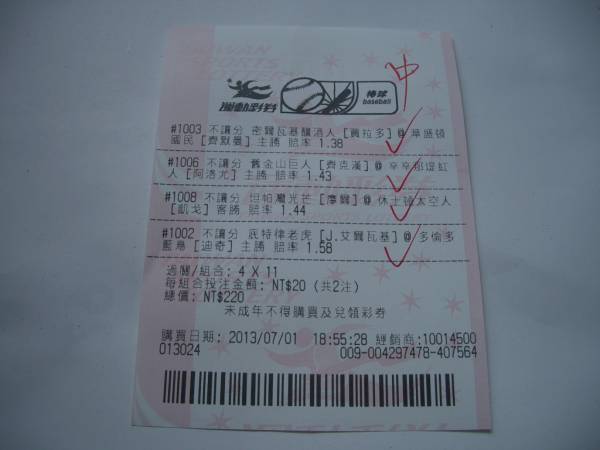 TAIWAN
SPORTS
LOTTERY
中
運動彩券
棒球
baseball
#1003 不讓分 密爾瓦基釀酒人 [賈拉多] @ 華盛頓
國民 [齊默曼] 主勝 賠率 1.38
#1006 不讓分 舊金山巨人 [齊克漢] @ 辛辛那堤紅
人 [阿洛尤] 主勝 賠率 1.43
#1008 不讓分 坦帕灣光芒 [摩爾] @ 休士頓太空人
[凱戈] 客勝 賠率 1.44
#1002 不讓分 底特律老虎 [J.艾爾瓦基] @ 多倫多
藍鳥 [迪奇] 主勝 賠率 1.58
過關/組合: 4 X 11
每組合投注金額: NT$20 (共2注)
總價: NT$220
未成年不得購買及兌領彩券
購買日期: 2013/07/01 18:55:28 經銷商:10014500
013024 009-004297478-407564